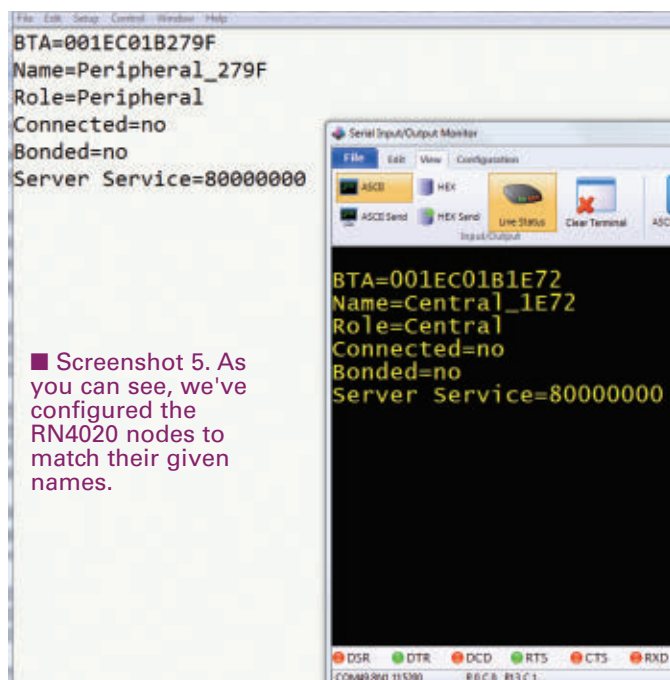 File Edit Setup Control Window Help
BTA=001EC01B279F
Name=Peripheral_279F
Role=Peripheral
Connected=no
Bonded=no
Server Service=80000000
■ Screenshot 5. As
you can see, we've
configured the
RN4020 nodes to
match their given
names.
Serial Input/Output Monitor
File Edit View Configuration
ASCII HEX
ASCII Send HEX Send Live Status Clear Terminal
Input/Output
BTA=001EC01B1E72
Name=Central_1E72
Role=Central
Connected=no
Bonded=no
Server Service=80000000
DSR DTR DCD RTS CTS RXD